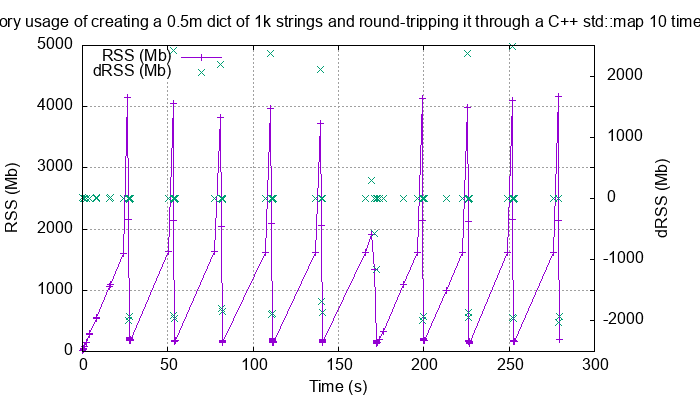 ory usage of creating a 0.5m dict of 1k strings and round-tripping it through a C++ std::map 10 time
RSS (Mb)
dRSS (Mb)
5000
4000
3000
2000
1000
0
2000
1000
0
-1000
-2000
0 50 100 150 200 250 300
RSS (Mb)
dRSS (Mb)
Time (s)